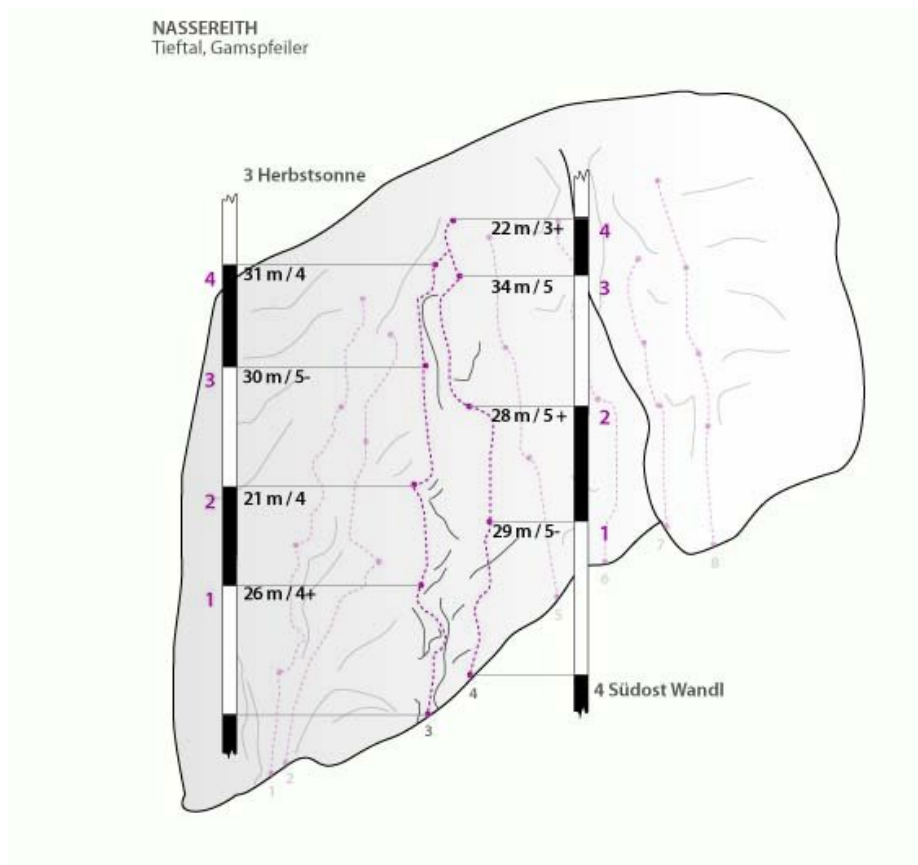 NASSEREITH
Tieftal, Gamspfeiler
3 Herbstsonne
22 m / 3+
4
4
31 m / 4
34 m / 5
3
3
30 m / 5-
28 m / 5 +
2
2
21 m / 4
29 m / 5-
1
1
26 m / 4+
7
8
6
5
4
4 Südost Wandl
3
2
1